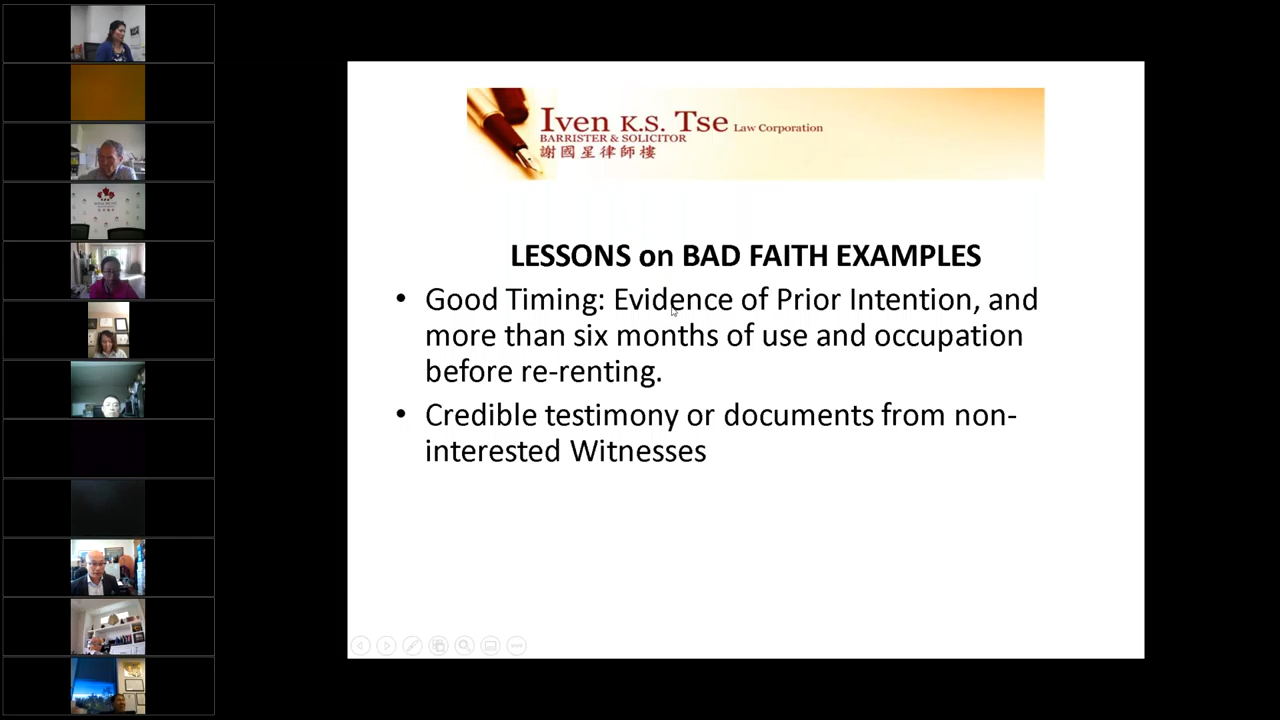 Iven K.S. Tse Law Corporation
BARRISTER & SOLICITOR
謝國星律師樓
LESSONS on BAD FAITH EXAMPLES
• Good Timing: Evidence of Prior Intention, and
more than six months of use and occupation
before re-renting.
• Credible testimony or documents from non-
interested Witnesses